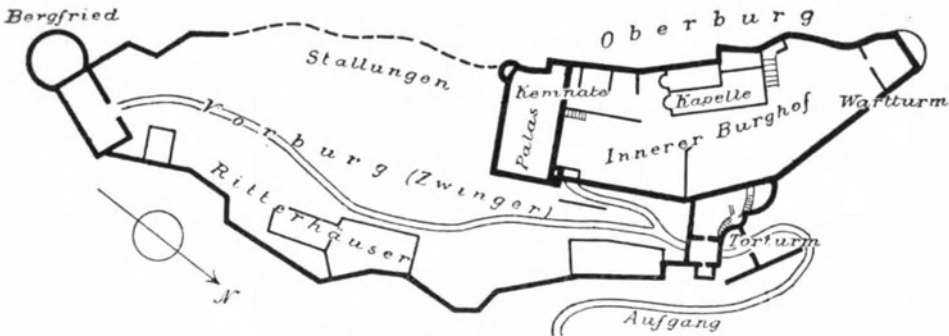 Bergfried
Oberburg
Stallungen
Kemnate
Kapelle
Wartturm
Vorburg (Zwinger)
Palas
Innerer Burghof
Ritterhäuser
Torturm
N
Aufgang